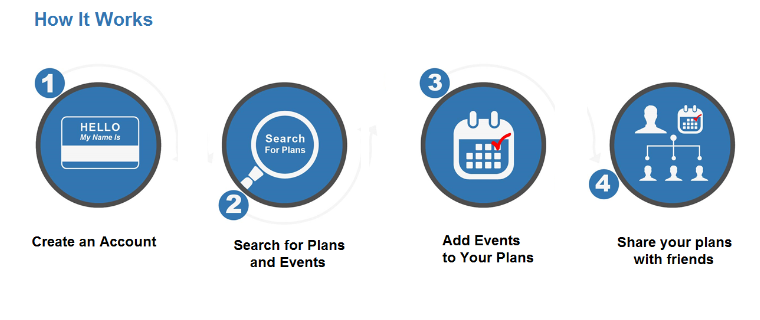 How It Works
1
HELLO
My Name Is
Create an Account
2
Search
For Plans
Search for Plans
and Events
3
Add Events
to Your Plans
4
Share your plans
with friends